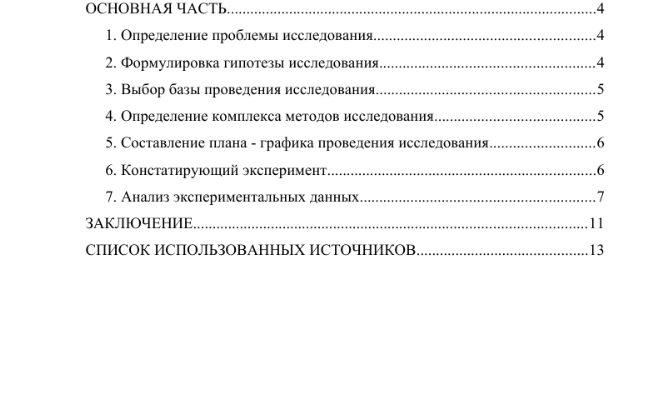 ОСНОВНАЯ ЧАСТЬ..............................................................................................4
1. Определение проблемы исследования........................................................4
2. Формулировка гипотезы исследования.......................................................4
3. Выбор базы проведения исследования........................................................5
4. Определение комплекса методов исследования.........................................5
5. Составление плана - графика проведения исследования............................6
6. Констатирующий эксперимент....................................................................6
7. Анализ экспериментальных данных............................................................7
ЗАКЛЮЧЕНИЕ....................................................................................................11
СПИСОК ИСПОЛЬЗОВАННЫХ ИСТОЧНИКОВ...........................................13